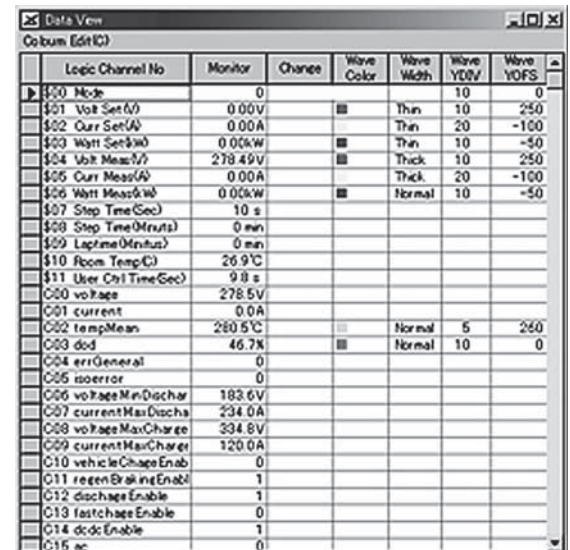 Data View
Column Edit(C)
Logic Channel No Monitor Change Wave Color Wave Width Wave YDIV Wave YOFS
$00 Mode 0 10 0
$01 Volt Set(V) 0.00V Thin 10 250
$02 Curr Set(A) 0.00A Thin 20 -100
$03 Watt Set(kW) 0.00kW Thin 10 -50
$04 Volt Meas(V) 278.49V Thick 10 250
$05 Curr Meas(A) 0.00A Thick 20 -100
$06 Watt Meas(kW) 0.00kW Normal 10 -50
$07 Step Time(Sec) 10 s
$08 Step Time(Minuts) 0 min
$09 Laptime(Minitus) 0 min
$10 Room Temp(C) 26.9℃
$11 User Ctrl Time(Sec) 9.8 s
C00 voltage 278.5V
C01 current 0.0A
C02 tempMean 280.5℃ Normal 5 260
C03 dod 46.7% Normal 10 0
C04 errGeneral 0
C05 isoerror 0
C06 voltageMinDischar 183.6V
C07 currentMaxDischa 234.0A
C08 voltageMaxCharge 334.8V
C09 currentMaxCharge 120.0A
C10 vehicleChageEnab 0
C11 regenBrakingEnabl 1
C12 dischageEnable 1
C13 fastchageEnable 0
C14 dcdcEnable 1
C15 ac 0